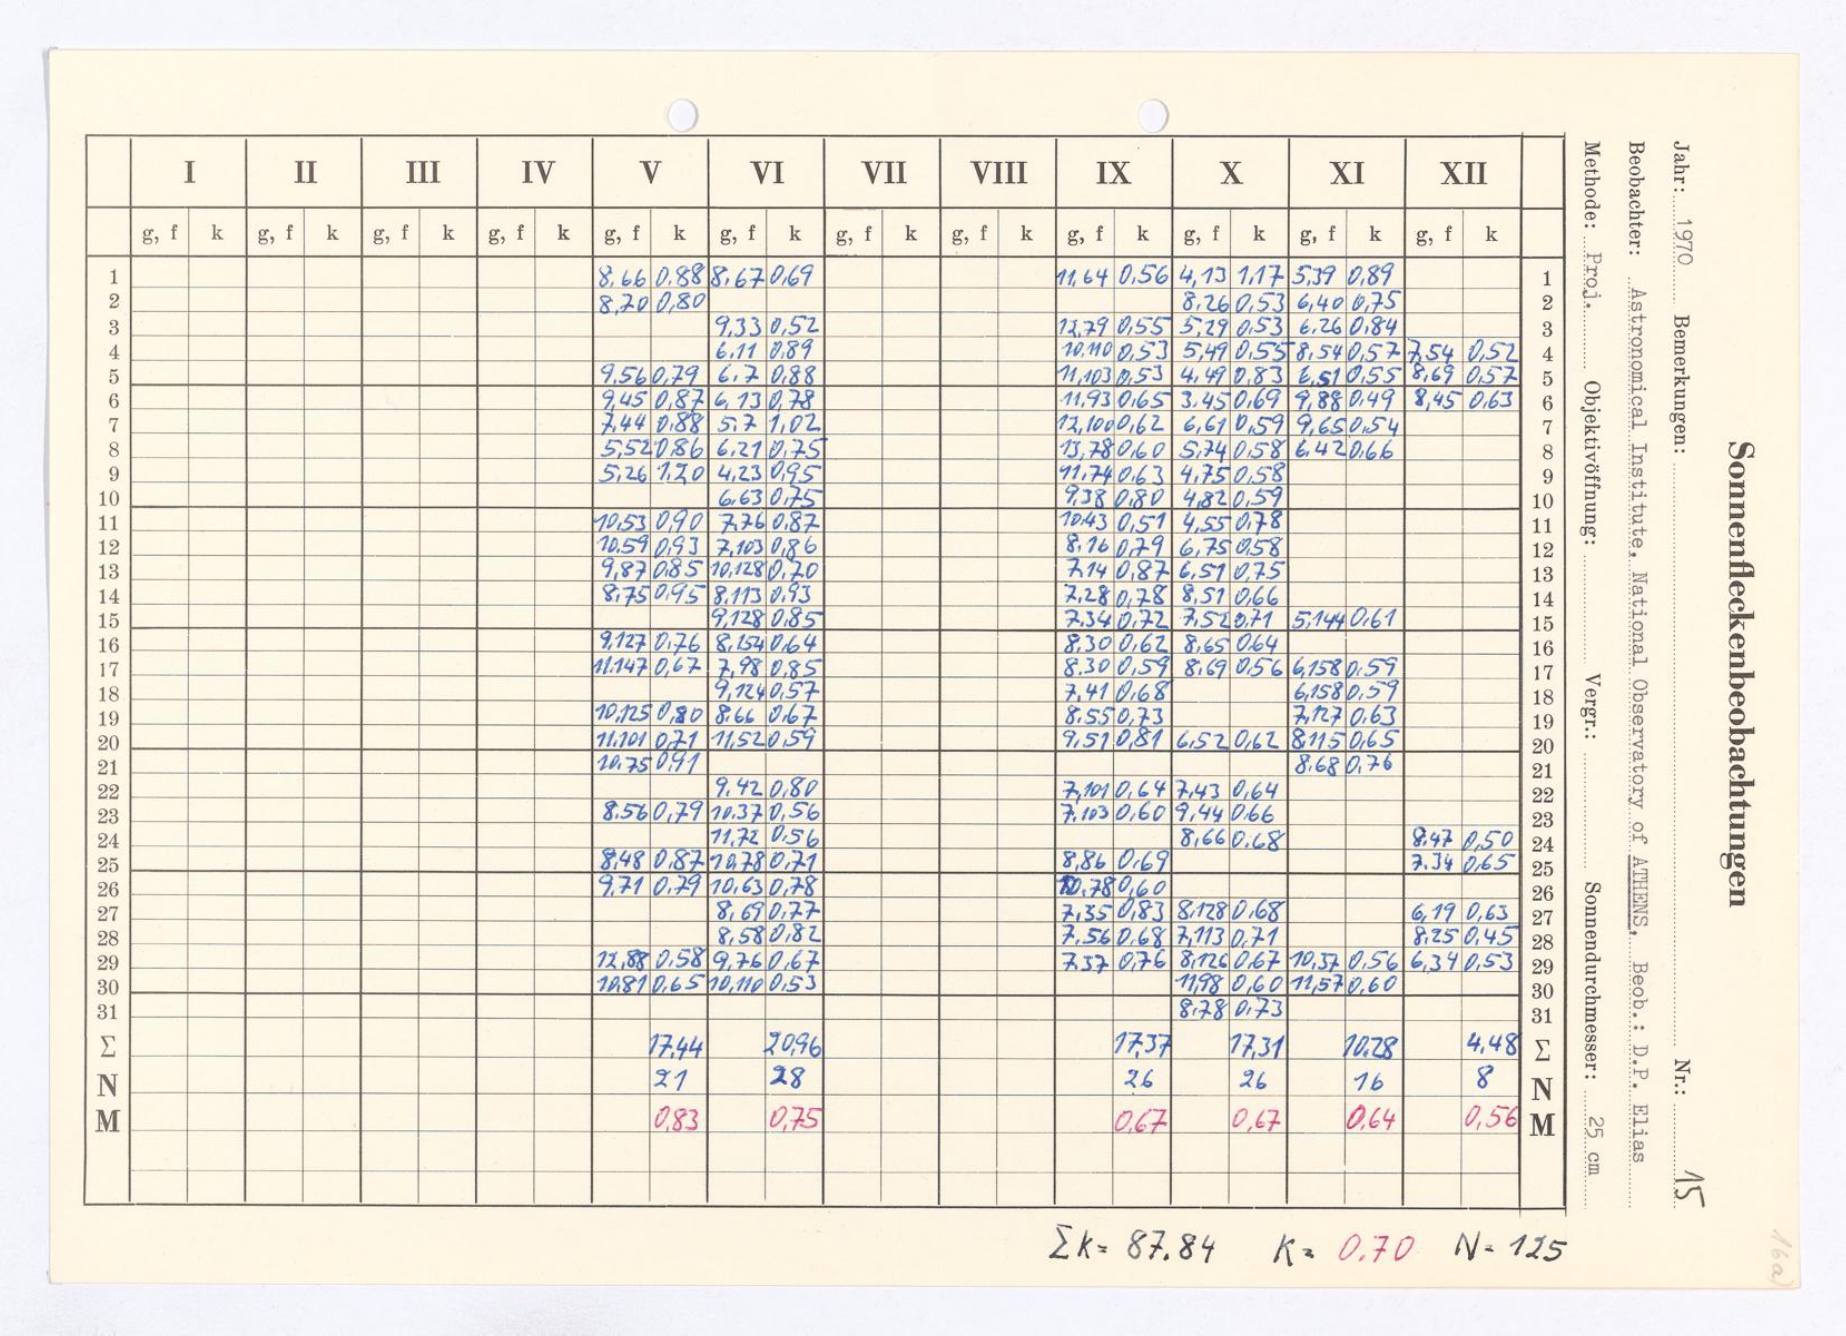 Sonnenfleckenbeobachtungen
Jahr: 1970 Bemerkungen: Nr.: 15
Beobachter: Astronomical Institute, National Observatory of ATHENS, Beob.: D.P. Elias
Methode: Proj. Objektivöffnung: Vergr.: Sonnendurchmesser: 25 cm
I II III IV V VI VII VIII IX X XI XII
g, f k g, f k g, f k g, f k g, f k g, f k g, f k g, f k g, f k g, f k g, f k g, f k
1 8,66 0,88 8,67 0,69 11,64 0,56 4,13 1,17 5,39 0,89 1
2 8,70 0,80 8,26 0,53 6,40 0,75 2
3 9,33 0,52 12,79 0,55 5,29 0,53 6,26 0,84 3
4 6,11 0,89 10,110 0,53 5,49 0,55 8,54 0,57 7,54 0,52 4
5 9,56 0,79 6,7 0,88 11,103 0,53 4,49 0,83 6,51 0,55 8,69 0,57 5
6 9,45 0,87 6,13 0,78 11,93 0,65 3,45 0,69 9,88 0,49 8,45 0,63 6
7 7,44 0,88 5,7 1,02 12,100 0,62 6,61 0,59 9,65 0,54 7
8 5,52 0,86 6,21 0,75 13,78 0,60 5,74 0,58 6,42 0,66 8
9 5,26 1,20 4,23 0,95 11,74 0,63 4,75 0,58 9
10 6,63 0,75 9,38 0,80 4,82 0,59 10
11 10,53 0,90 7,76 0,87 10,43 0,51 4,55 0,78 11
12 10,59 0,93 7,103 0,86 8,16 0,79 6,75 0,58 12
13 9,87 0,85 10,128 0,70 7,14 0,87 6,51 0,75 13
14 8,75 0,95 8,113 0,93 7,28 0,78 8,51 0,66 14
15 9,128 0,85 7,34 0,72 7,52 0,71 5,144 0,61 15
16 9,127 0,76 8,154 0,64 8,30 0,62 8,65 0,64 16
17 11,147 0,67 7,98 0,85 8,30 0,59 8,69 0,56 6,158 0,59 17
18 9,124 0,57 7,41 0,68 6,158 0,59 18
19 10,125 0,80 8,66 0,67 8,55 0,73 7,127 0,63 19
20 11,101 0,71 11,52 0,59 9,51 0,81 6,52 0,62 8,115 0,65 20
21 10,75 0,91 8,68 0,76 21
22 9,42 0,80 7,101 0,64 7,43 0,64 22
23 8,56 0,79 10,37 0,56 7,103 0,60 9,44 0,66 23
24 11,72 0,56 8,66 0,68 8,47 0,50 24
25 8,48 0,87 10,78 0,71 8,86 0,69 7,34 0,65 25
26 9,71 0,79 10,63 0,78 10,78 0,60 26
27 8,69 0,77 7,35 0,83 8,128 0,68 6,19 0,63 27
28 8,58 0,82 7,56 0,68 7,113 0,71 8,25 0,45 28
29 12,88 0,58 9,76 0,67 7,37 0,76 8,126 0,67 10,37 0,56 6,34 0,53 29
30 10,81 0,65 10,110 0,53 11,98 0,60 11,57 0,60 30
31 8,78 0,73 31
Σ 17,44 20,96 17,37 17,31 10,28 4,48 Σ
N 21 28 26 26 16 8 N
M 0,83 0,75 0,67 0,67 0,64 0,56 M
Σk = 87.84 K = 0.70 N = 125
16a)